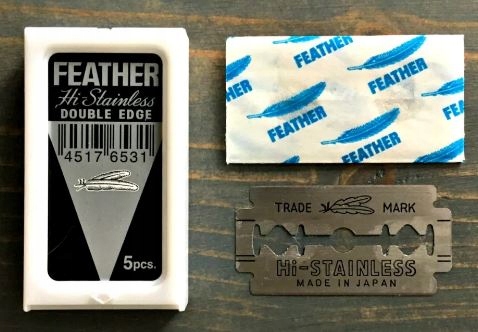 FEATHER
Hi-Stainless
DOUBLE EDGE
4517 6531
5pcs.
FEATHER
FEATHER
FEATHER
FEATHER
TRADE MARK
Hi-STAINLESS
MADE IN JAPAN